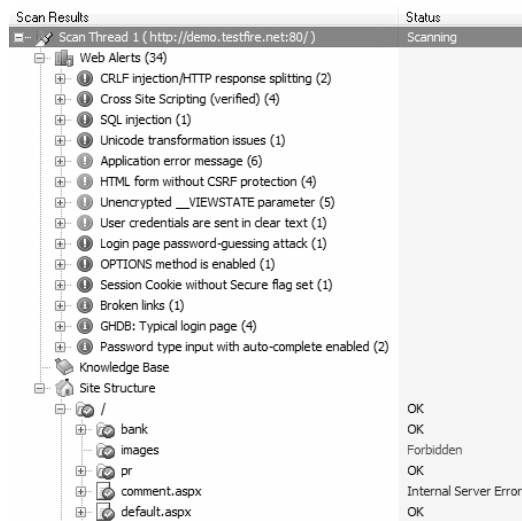 Scan Results Status
Scan Thread 1 ( http://demo.testfire.net:80/ ) Scanning
Web Alerts (34)
CRLF injection/HTTP response splitting (2)
Cross Site Scripting (verified) (4)
SQL injection (1)
Unicode transformation issues (1)
Application error message (6)
HTML form without CSRF protection (4)
Unencrypted __VIEWSTATE parameter (5)
User credentials are sent in clear text (1)
Login page password-guessing attack (1)
OPTIONS method is enabled (1)
Session Cookie without Secure flag set (1)
Broken links (1)
GHDB: Typical login page (4)
Password type input with auto-complete enabled (2)
Knowledge Base
Site Structure
/ OK
bank OK
images Forbidden
pr OK
comment.aspx Internal Server Error
default.aspx OK